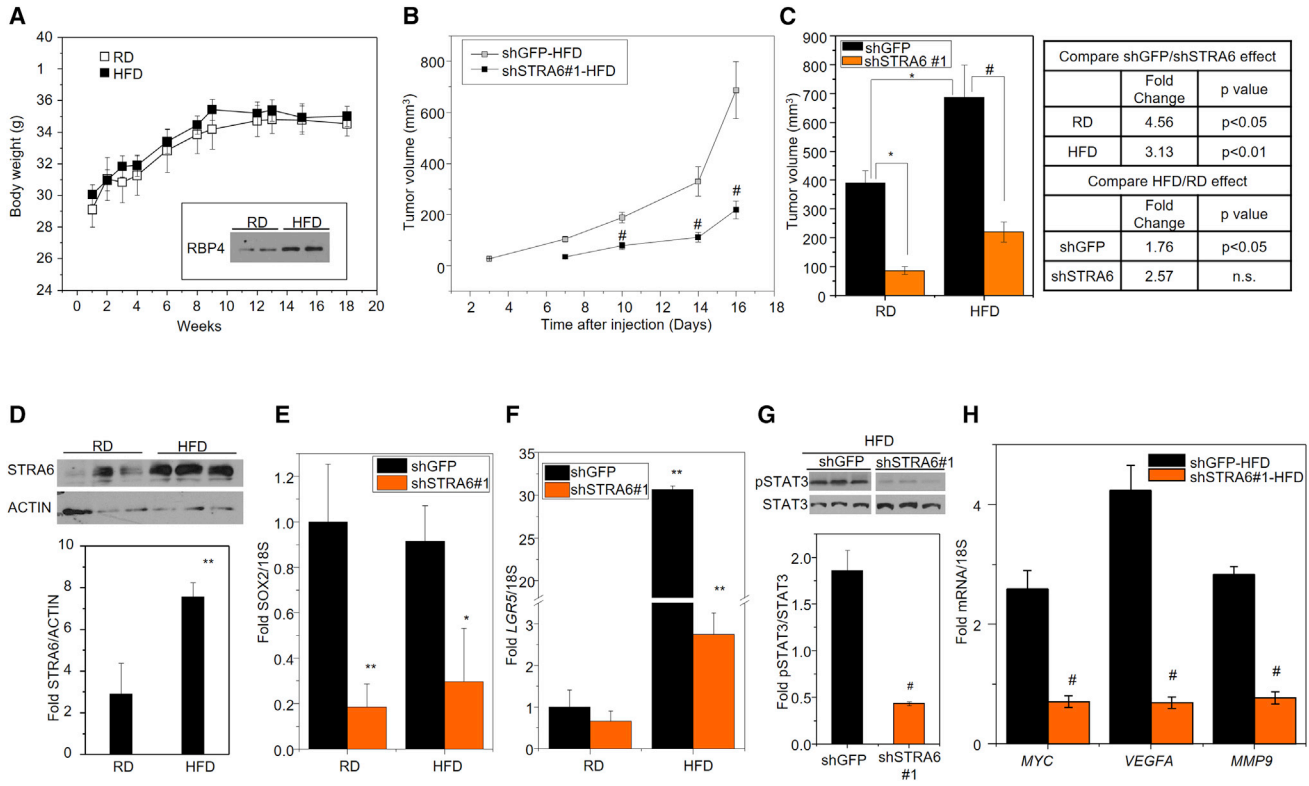 A
40
1
36
34
32
30
28
26
24
Body weight (g)
RD
HFD
RBP4
RD HFD
0 2 4 6 8 10 12 14 16 18 20
Weeks
B
800
600
400
200
0
Tumor volume (mm³)
shGFP-HFD
shSTRA6#1-HFD
# # #
2 4 6 8 10 12 14 16 18
Time after injection (Days)
C
900
800
700
600
500
400
300
200
100
0
Tumor volume (mm³)
shGFP
shSTRA6 #1
* * #
RD HFD
Compare shGFP/shSTRA6 effect
Fold Change p value
RD 4.56 p<0.05
HFD 3.13 p<0.01
Compare HFD/RD effect
Fold Change p value
shGFP 1.76 p<0.05
shSTRA6 2.57 n.s.
D
RD HFD
STRA6
ACTIN
10
8
6
4
2
0
Fold STRA6/ACTIN
**
RD HFD
E
1.2
1.0
0.8
0.6
0.4
0.2
0.0
Fold SOX2/18S
shGFP
shSTRA6#1
** *
RD HFD
F
35
30
25
20
3
2
1
0
Fold LGR5/18S
shGFP
shSTRA6#1
** **
RD HFD
G
HFD
shGFP shSTRA6#1
pSTAT3
STAT3
2.0
1.5
1.0
0.5
0.0
Fold pSTAT3/STAT3
#
shGFP shSTRA6
#1
H
4
2
0
Fold mRNA/18S
shGFP-HFD
shSTRA6#1-HFD
# # #
MYC VEGFA MMP9